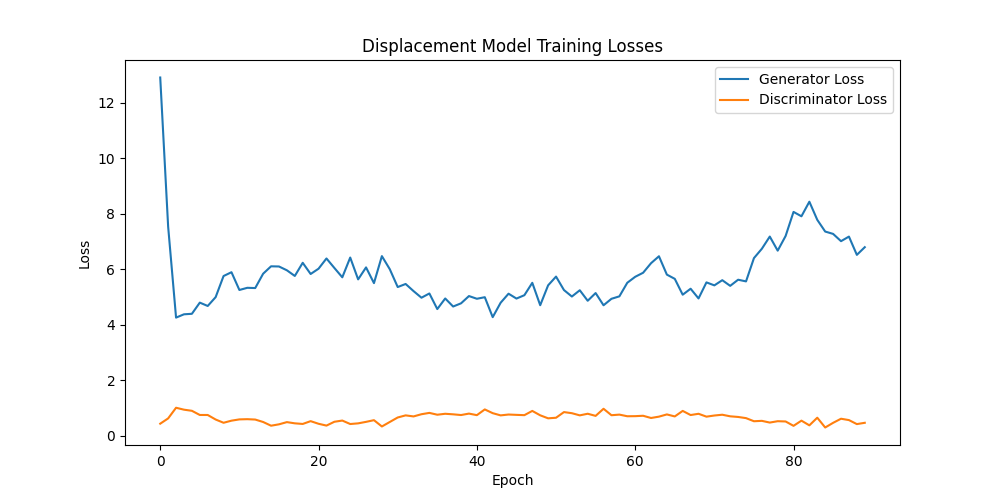 Displacement Model Training Losses
Generator Loss
Discriminator Loss
12
10
8
6
4
2
0
Loss
0 20 40 60 80
Epoch